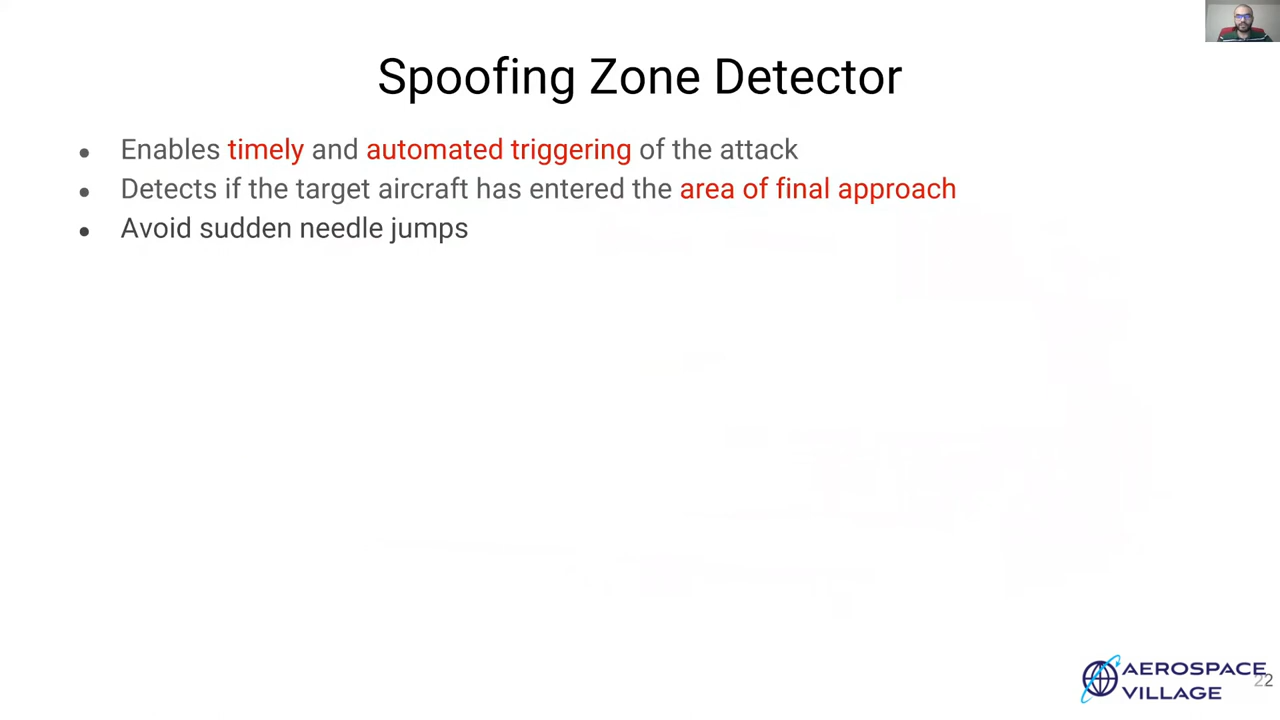 Spoofing Zone Detector
● Enables timely and automated triggering of the attack
● Detects if the target aircraft has entered the area of final approach
● Avoid sudden needle jumps
AEROSPACE
VILLAGE
22